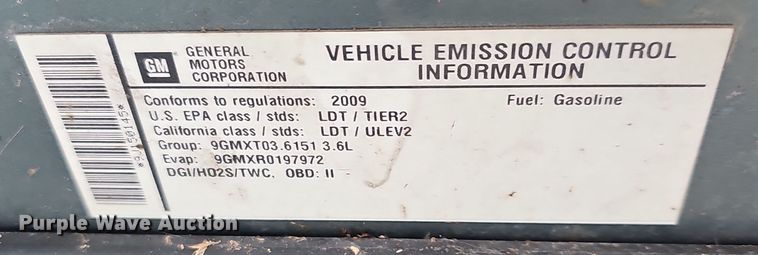 GM
GENERAL
MOTORS
CORPORATION
VEHICLE EMISSION CONTROL
INFORMATION
Conforms to regulations: 2009
Fuel: Gasoline
U.S. EPA class / stds: LDT / TIER2
California class / stds: LDT / ULEV2
Group: 9GMXT03.6151 3.6L
Evap: 9GMXR0197972
DGI/HO2S/TWC, OBD: II
Purple Wave Auction